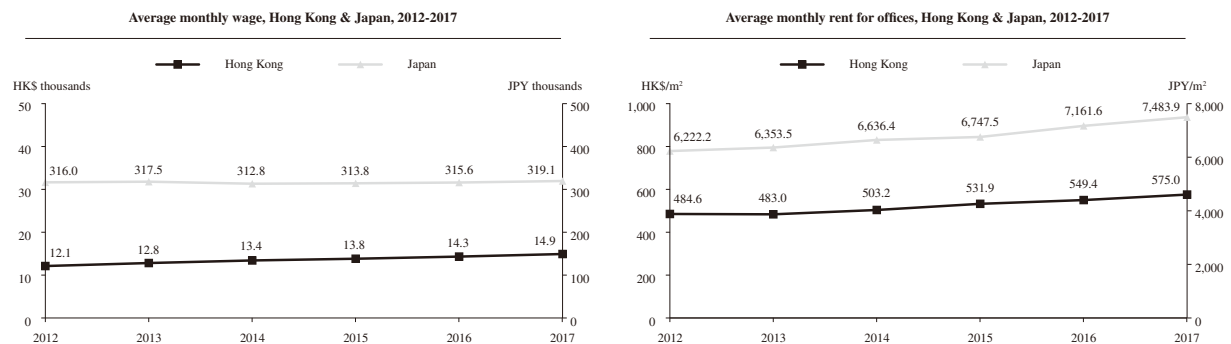 Average monthly wage, Hong Kong & Japan, 2012-2017
Hong Kong Japan
HK$ thousands JPY thousands
50 500
40 400
30 300
20 200
10 100
0 0
316.0 317.5 312.8 313.8 315.6 319.1
12.1 12.8 13.4 13.8 14.3 14.9
2012 2013 2014 2015 2016 2017
Average monthly rent for offices, Hong Kong & Japan, 2012-2017
Hong Kong Japan
HK$/m² JPY/m²
1,000 8,000
800 6,000
600 4,000
400 2,000
200 0
0
6,222.2 6,353.5 6,636.4 6,747.5 7,161.6 7,483.9
484.6 483.0 503.2 531.9 549.4 575.0
2012 2013 2014 2015 2016 2017